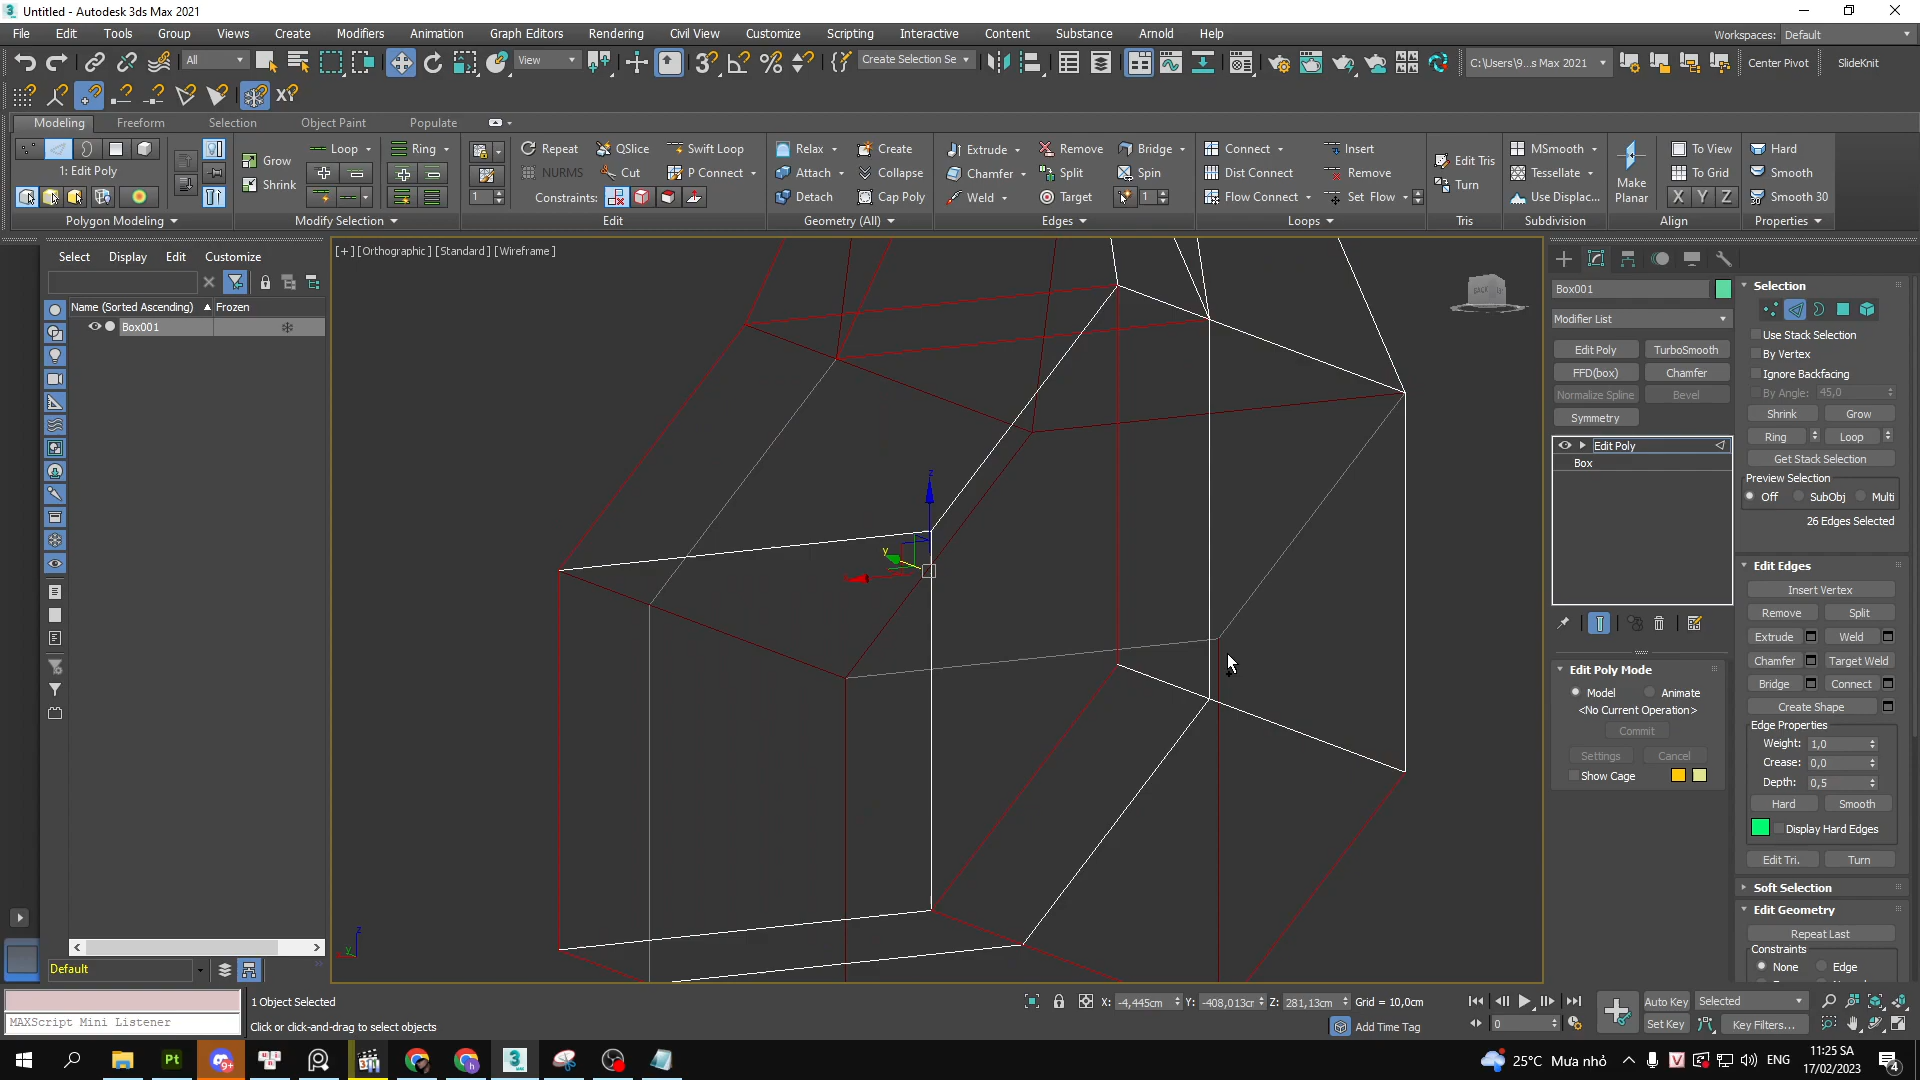 Untitled - Autodesk 3ds Max 2021
File Edit Tools Group Views Create Modifiers Animation Graph Editors Rendering Civil View Customize Scripting Interactive Content Substance Arnold Help
Workspaces: Default
All View Create Selection Se C:\Users\9...s Max 2021 Center Pivot SlideKnit
Modeling Freeform Selection Object Paint Populate
Loop Ring Repeat QSlice Swift Loop Relax Create Extrude Remove Bridge Connect Insert MSmooth To View Hard
1: Edit Poly Grow NURMS Cut P Connect Attach Collapse Chamfer Split Spin Dist Connect Remove Edit Tris Tessellate Make Planar To Grid Smooth
Shrink 1 Constraints: Detach Cap Poly Weld Target 1 Flow Connect Set Flow Turn Use Displac... X Y Z Smooth 30
Polygon Modeling Modify Selection Edit Geometry (All) Edges Loops Tris Subdivision Align Properties
Select Display Edit Customize
Name (Sorted Ascending) Frozen
Box001
Default
[+] [Orthographic] [Standard] [Wireframe]
z
y
z
y
Box001
Modifier List
Edit Poly TurboSmooth
FFD(box) Chamfer
Normalize Spline Bevel
Symmetry
Edit Poly
Box
Edit Poly Mode
Model Animate
<No Current Operation>
Commit
Settings Cancel
Show Cage
Selection
Use Stack Selection
By Vertex
Ignore Backfacing
By Angle: 45,0
Shrink Grow
Ring Loop
Get Stack Selection
Preview Selection
Off SubObj Multi
26 Edges Selected
Edit Edges
Insert Vertex
Remove Split
Extrude Weld
Chamfer Target Weld
Bridge Connect
Create Shape
Edge Properties
Weight: 1,0
Crease: 0,0
Depth: 0,5
Hard Smooth
Display Hard Edges
Edit Tri. Turn
Soft Selection
Edit Geometry
Repeat Last
Constraints
None Edge
MAXScript Mini Listener
1 Object Selected
Click or click-and-drag to select objects
X: -4,445cm Y: -408,013cr Z: 281,13cm Grid = 10,0cm
Add Time Tag
0
Auto Key Selected
Set Key Key Filters...
Pt 9+ 3 25°C Mưa nhỏ V ENG 11:25 SA
17/02/2023
4